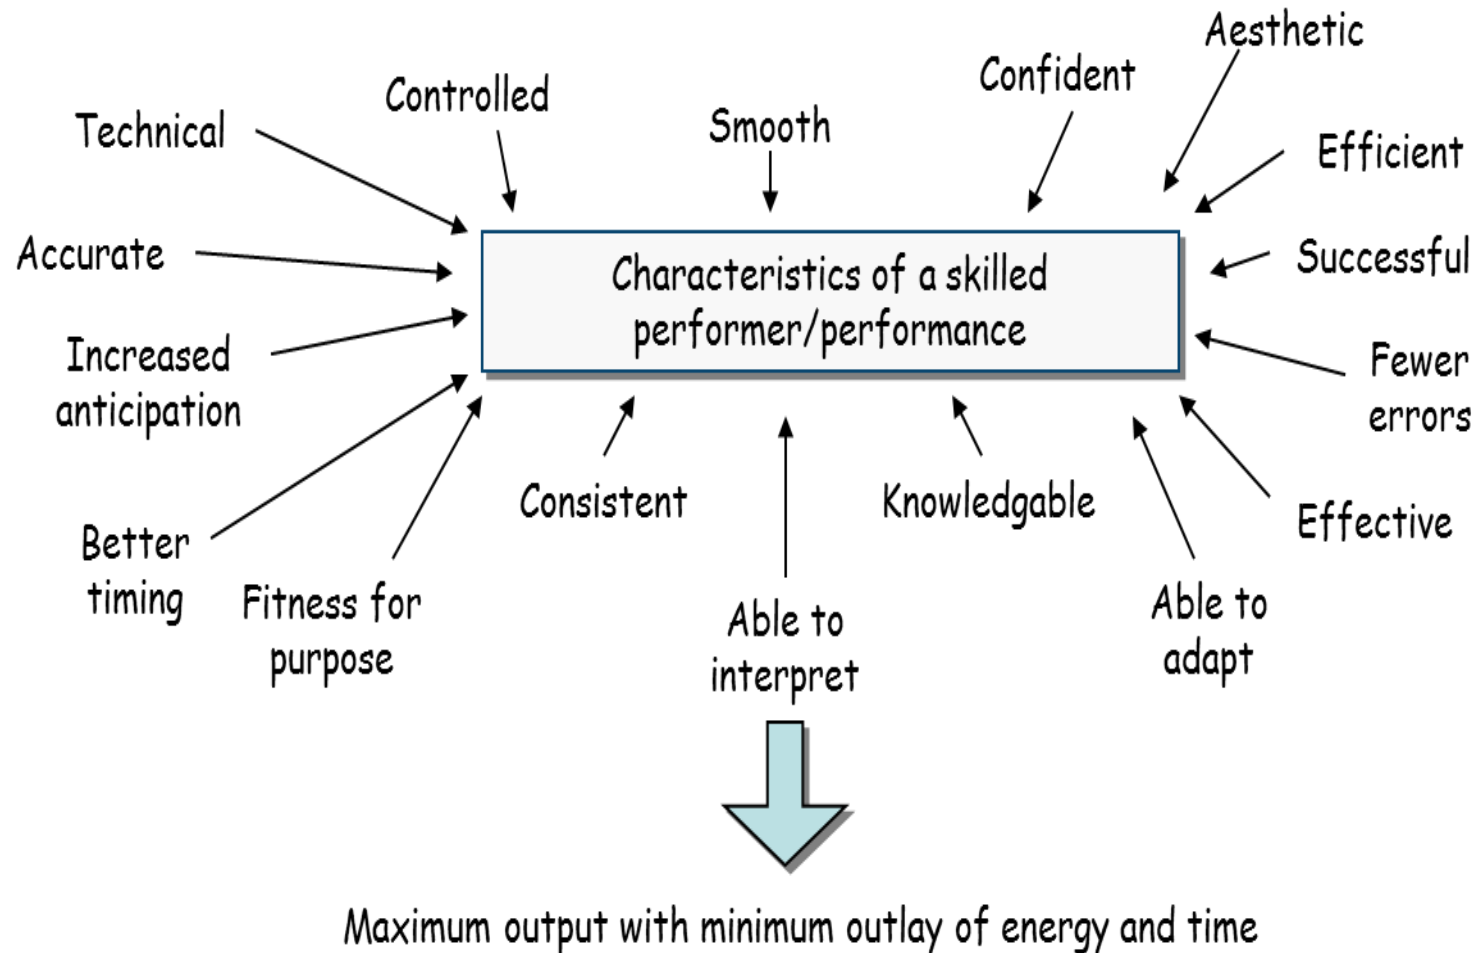 Aesthetic
Confident
Controlled
Smooth
Technical
Efficient
Accurate
Successful
Characteristics of a skilled
performer/performance
Increased
anticipation
Fewer
errors
Consistent
Knowledgable
Effective
Better
timing
Fitness for
purpose
Able to
interpret
Able to
adapt
Maximum output with minimum outlay of energy and time